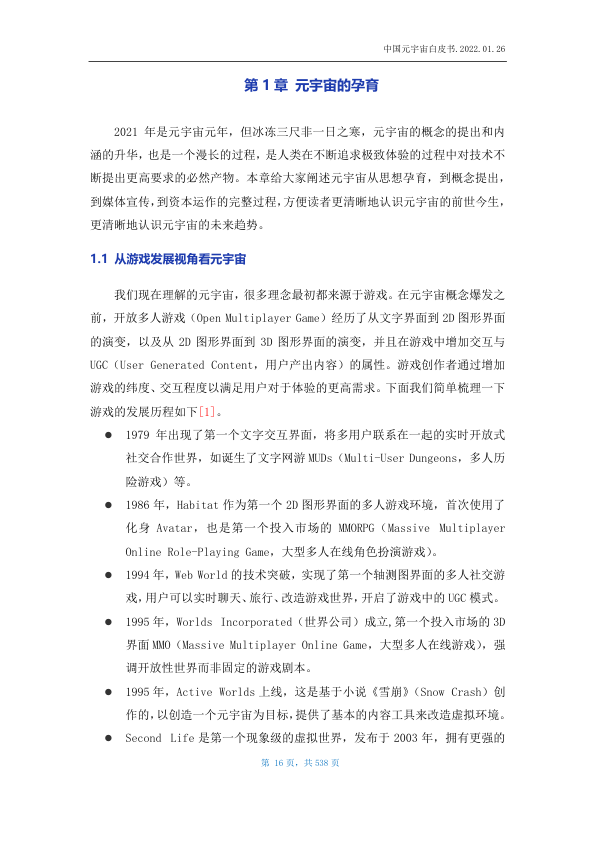 中国元宇宙白皮书.2022.01.26
第 1 章 元宇宙的孕育
2021 年是元宇宙元年，但冰冻三尺非一日之寒，元宇宙的概念的提出和内
涵的升华，也是一个漫长的过程，是人类在不断追求极致体验的过程中对技术不
断提出更高要求的必然产物。本章给大家阐述元宇宙从思想孕育，到概念提出，
到媒体宣传，到资本运作的完整过程，方便读者更清晰地认识元宇宙的前世今生，
更清晰地认识元宇宙的未来趋势。
1.1 从游戏发展视角看元宇宙
我们现在理解的元宇宙，很多理念最初都来源于游戏。在元宇宙概念爆发之
前，开放多人游戏（Open Multiplayer Game）经历了从文字界面到 2D 图形界面
的演变，以及从 2D 图形界面到 3D 图形界面的演变，并且在游戏中增加交互与
UGC（User Generated Content，用户产出内容）的属性。游戏创作者通过增加
游戏的纬度、交互程度以满足用户对于体验的更高需求。下面我们简单梳理一下
游戏的发展历程如下[1]。
● 1979 年出现了第一个文字交互界面，将多用户联系在一起的实时开放式
社交合作世界，如诞生了文字网游 MUDs（Multi-User Dungeons，多人历
险游戏）等。
● 1986 年，Habitat 作为第一个 2D 图形界面的多人游戏环境，首次使用了
化身 Avatar，也是第一个投入市场的 MMORPG（Massive Multiplayer
Online Role-Playing Game，大型多人在线角色扮演游戏）。
● 1994 年，Web World 的技术突破，实现了第一个轴测图界面的多人社交游
戏，用户可以实时聊天、旅行、改造游戏世界，开启了游戏中的 UGC 模式。
● 1995 年，Worlds Incorporated（世界公司）成立,第一个投入市场的 3D
界面 MMO（Massive Multiplayer Online Game，大型多人在线游戏），强
调开放性世界而非固定的游戏剧本。
● 1995 年，Active Worlds 上线，这是基于小说《雪崩》（Snow Crash）创
作的，以创造一个元宇宙为目标，提供了基本的内容工具来改造虚拟环境。
● Second Life 是第一个现象级的虚拟世界，发布于 2003 年，拥有更强的
第 16 页，共 538 页